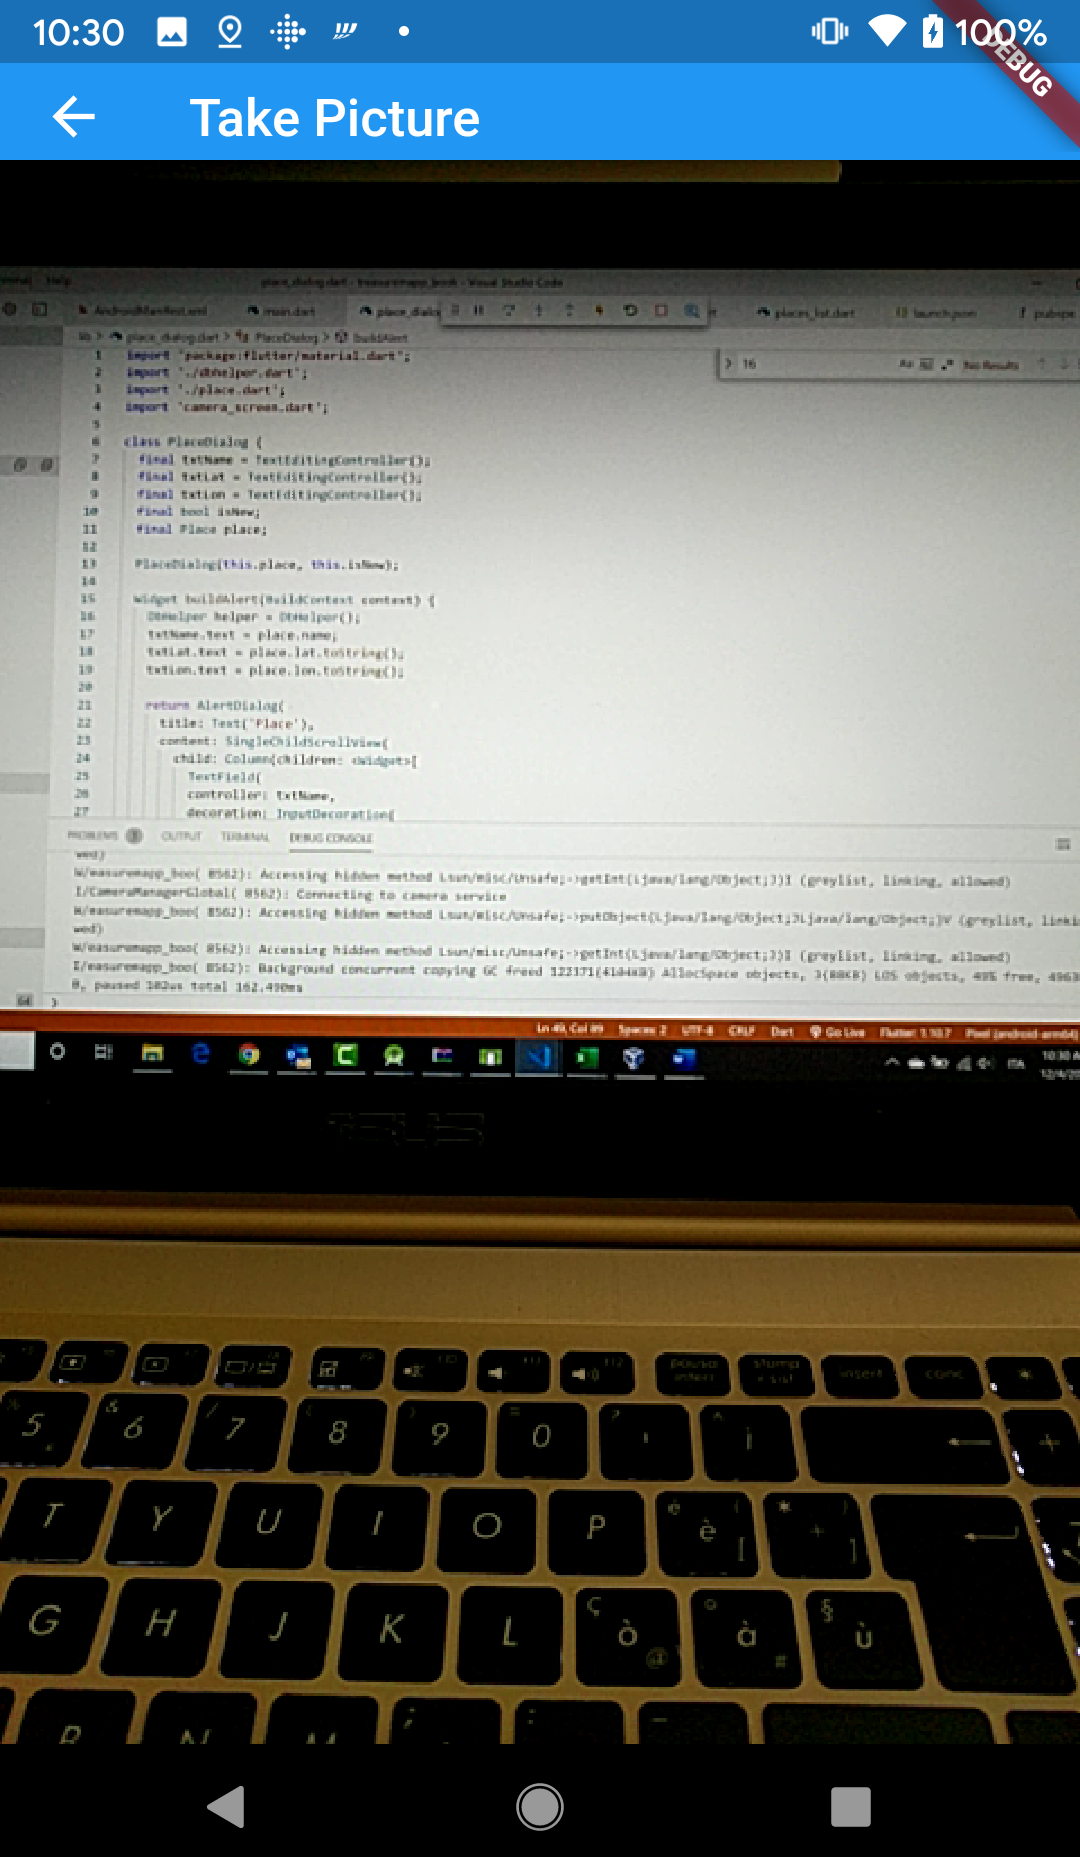 10:30 100%
DEBUG
Take Picture
Help place_dialog.dart - treasuremapp_book - Visual Studio Code
AndroidManifest.xml main.dart place_dialog places_list.dart launch.json pubspe
lib > place_dialog.dart > PlaceDialog > buildAlert
> 16 Aa No Results
1 import 'package:flutter/material.dart';
2 import './dbhelper.dart';
3 import './place.dart';
4 import 'camera_screen.dart';
5
6 class PlaceDialog {
7 final txtName = TextEditingController();
8 final txtLat = TextEditingController();
9 final txtLon = TextEditingController();
10 final bool isNew;
11 final Place place;
12
13 PlaceDialog(this.place, this.isNew);
14
15 Widget buildAlert(BuildContext context) {
16 DbHelper helper = DbHelper();
17 txtName.text = place.name;
18 txtLat.text = place.lat.toString();
19 txtLon.text = place.lon.toString();
20
21 return AlertDialog(
22 title: Text('Place'),
23 content: SingleChildScrollView(
24 child: Column(children: <Widget>[
25 TextField(
26 controller: txtName,
27 decoration: InputDecoration(
PROBLEMS OUTPUT TERMINAL DEBUG CONSOLE
wed)
W/easuremapp_boo( 8562): Accessing hidden method Lsun/misc/Unsafe;->getInt(Ljava/lang/Object;J)I (greylist, linking, allowed)
I/CameraManagerGlobal( 8562): Connecting to camera service
W/easuremapp_boo( 8562): Accessing hidden method Lsun/misc/Unsafe;->putObject(Ljava/lang/Object;JLjava/lang/Object;)V (greylist, linki
wed)
W/easuremapp_boo( 8562): Accessing hidden method Lsun/misc/Unsafe;->getInt(Ljava/lang/Object;J)I (greylist, linking, allowed)
I/easuremapp_boo( 8562): Background concurrent copying GC freed AllocSpace objects, LOS objects, 49% free,
paused total 162.490ms
Ln 49, Col 89 Spaces: 2 UTF-8 CRLF Dart Go Live Flutter: 1.10.7 Pixel (android-arm64)
ITA 10:30 A
insert canc
5 & 6 / 7 ( 8 ) 9 = 0 ? ' ^ ì
T Y U I O P é è [ * + ]
G H J K L ç ò @ ° à # § ù
B N M ; : _